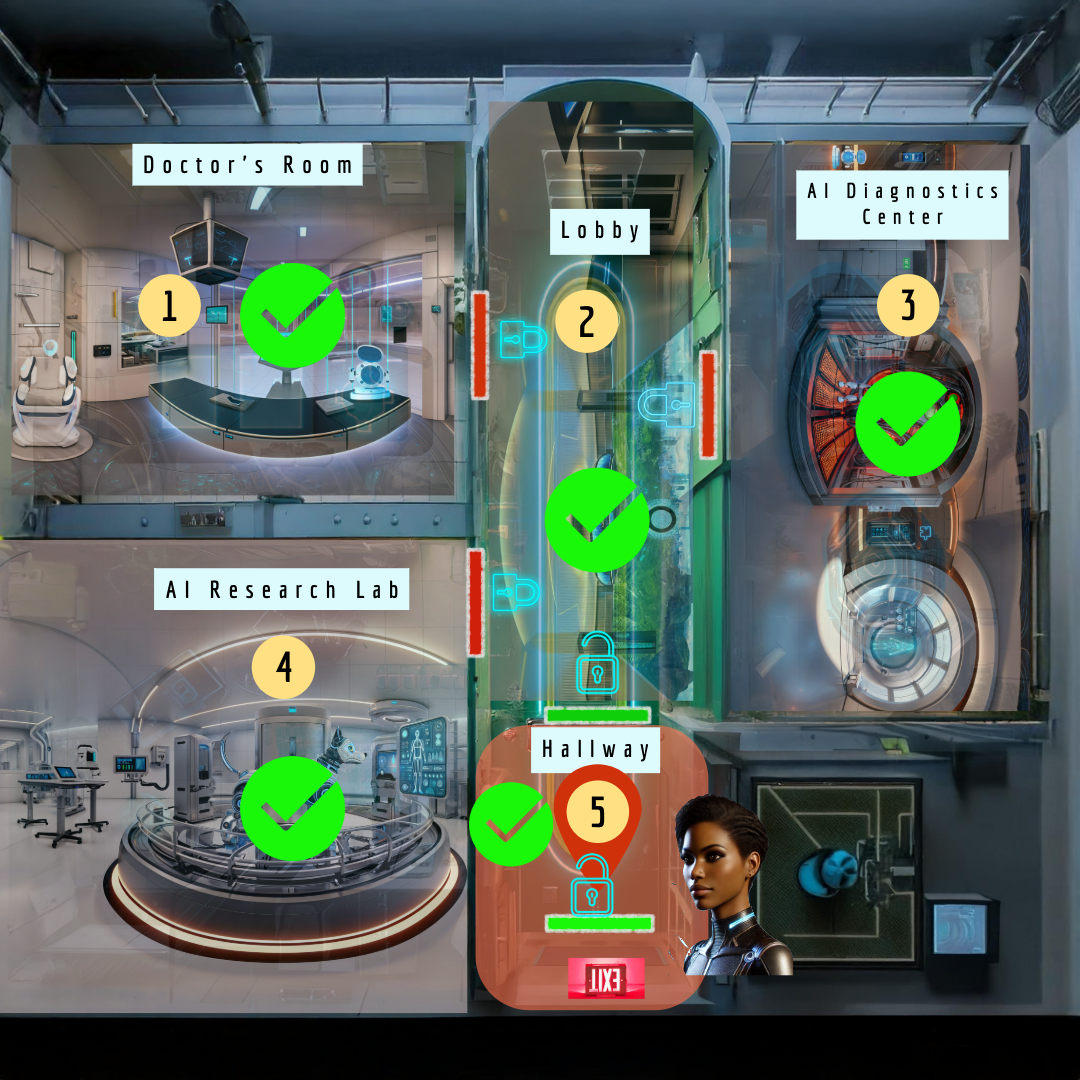 Doctor's Room
1
Lobby
2
AI Diagnostics
Center
3
AI Research Lab
4
Hallway
5
EXIT